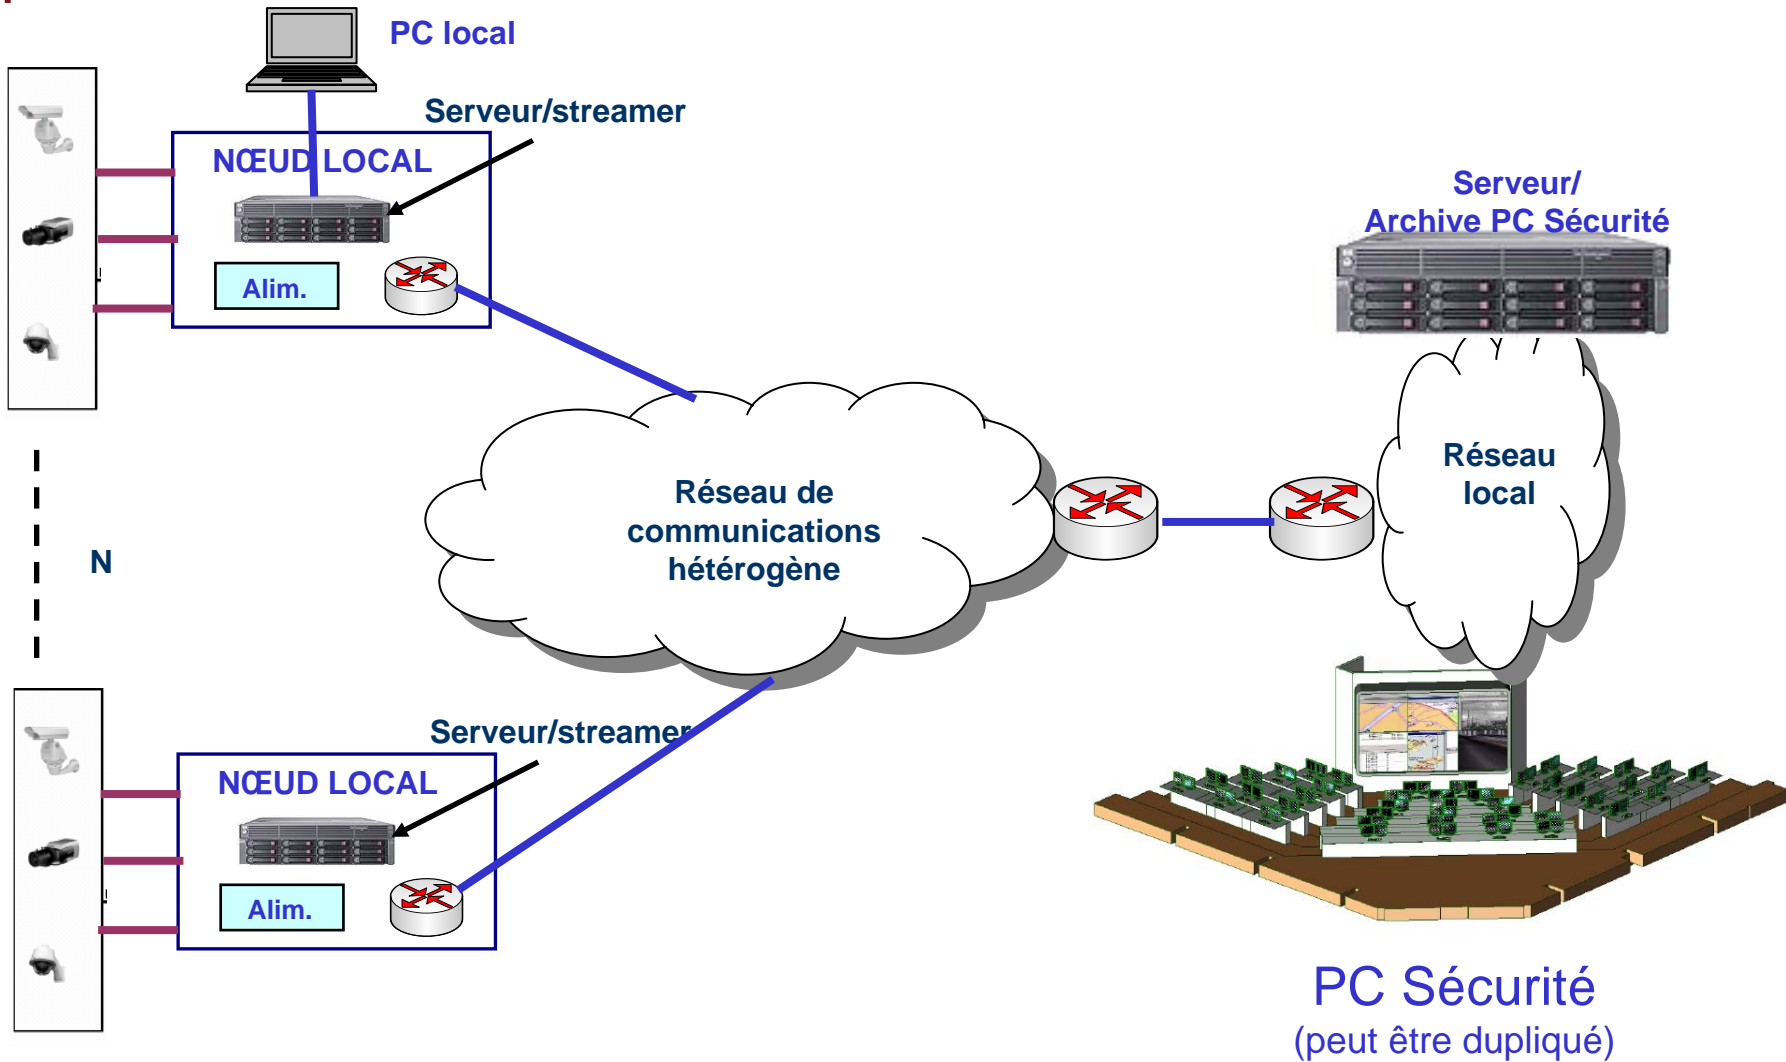 PC local
Serveur/streamer
NŒUD LOCAL
Alim.
Serveur/
Archive PC Sécurité
Réseau
local
Réseau de
communications
hétérogène
N
Serveur/streamer
NŒUD LOCAL
Alim.
PC Sécurité
(peut être dupliqué)